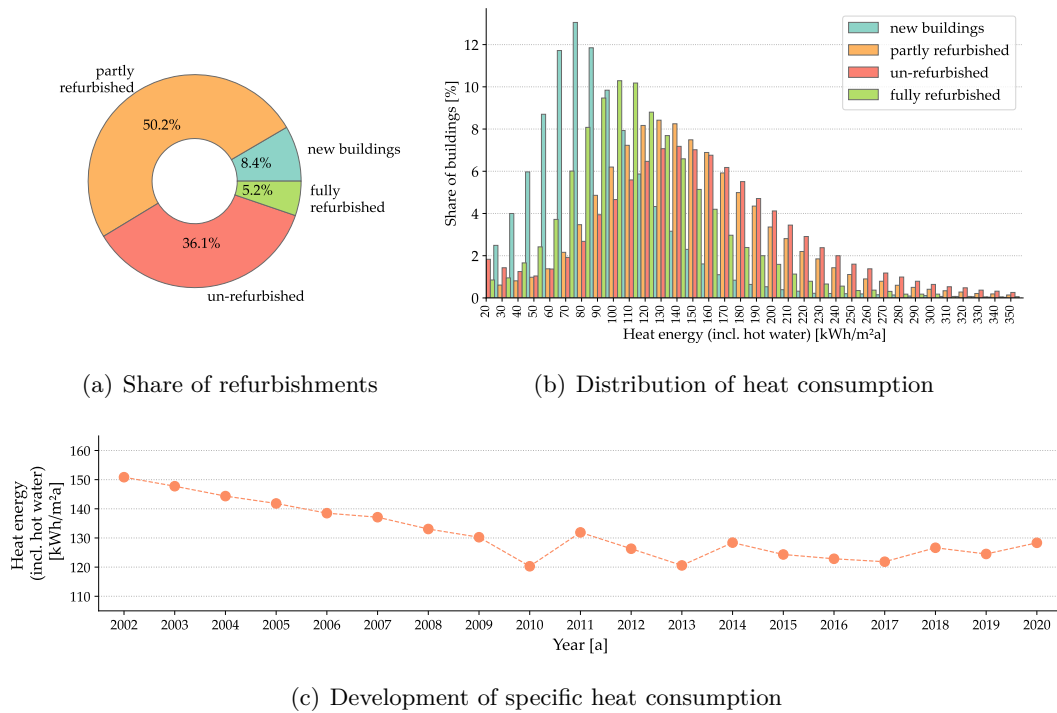 partly
refurbished
50.2%
new buildings
8.4%
5.2%
fully
refurbished
36.1%
un-refurbished
(a) Share of refurbishments
Share of buildings [%]
12
10
8
6
4
2
0
new buildings
partly refurbished
un-refurbished
fully refurbished
20 30 40 50 60 70 80 90 100 110 120 130 140 150 160 170 180 190 200 210 220 230 240 250 260 270 280 290 300 310 320 330 340 350
Heat energy (incl. hot water) [kWh/m²a]
(b) Distribution of heat consumption
Heat energy
(incl. hot water)
[kWh/m²a]
160
150
140
130
120
110
2002 2003 2004 2005 2006 2007 2008 2009 2010 2011 2012 2013 2014 2015 2016 2017 2018 2019 2020
Year [a]
(c) Development of specific heat consumption